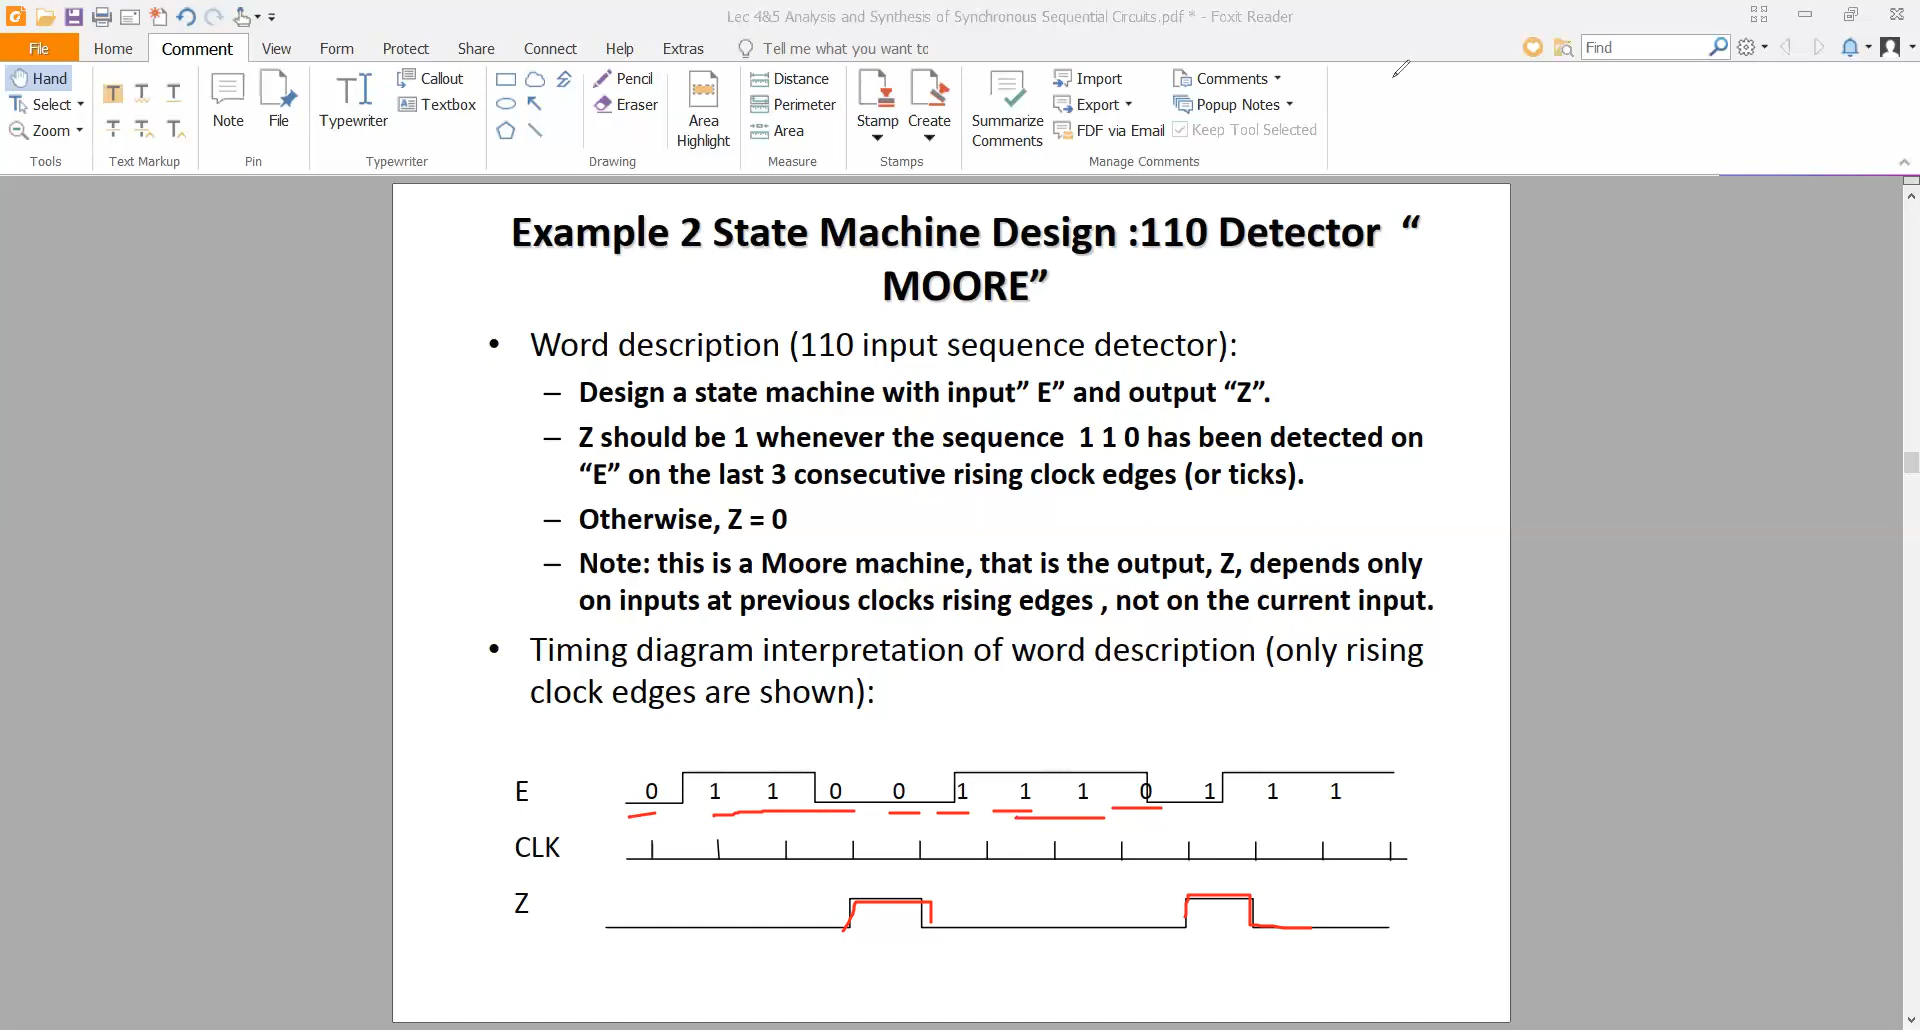 Lec 4&5 Analysis and Synthesis of Synchronous Sequential Circuits.pdf * - Foxit Reader
File Home Comment View Form Protect Share Connect Help Extras Tell me what you want to Find
Hand
Select
Zoom
Tools
Text Markup
Note File
Pin
Typewriter
Callout
Textbox
Typewriter
Pencil
Eraser
Drawing
Area
Highlight
Distance
Perimeter
Area
Measure
Stamp Create
Stamps
Summarize
Comments
Import
Export
FDF via Email
Comments
Popup Notes
Keep Tool Selected
Manage Comments
Example 2 State Machine Design :110 Detector “
MOORE”
• Word description (110 input sequence detector):
– Design a state machine with input” E” and output “Z”.
– Z should be 1 whenever the sequence 1 1 0 has been detected on
“E” on the last 3 consecutive rising clock edges (or ticks).
– Otherwise, Z = 0
– Note: this is a Moore machine, that is the output, Z, depends only
on inputs at previous clocks rising edges , not on the current input.
• Timing diagram interpretation of word description (only rising
clock edges are shown):
E 0 1 1 0 0 1 1 1 0 1 1 1
CLK
Z